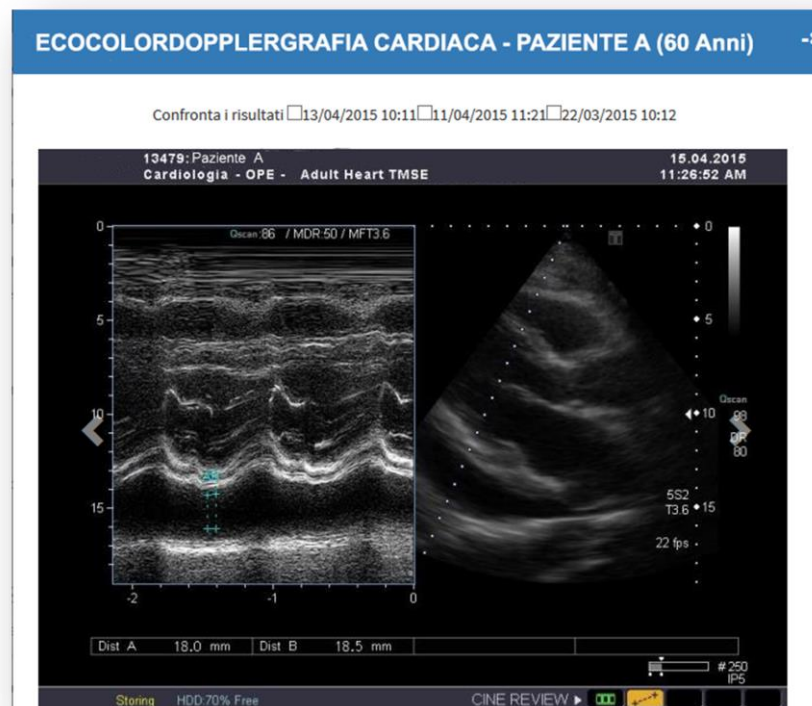 ECOCOLORDOPPLERGRAFIA CARDIACA - PAZIENTE A (60 Anni)
Confronta i risultati 13/04/2015 10:11 11/04/2015 11:21 22/03/2015 10:12
13479: Paziente A 15.04.2015
Cardiologia - OPE - Adult Heart TMSE 11:26:52 AM
Qscan:86 / MDR:50 / MFT3.6
0 0
5 5
10 10
15 15
Qscan
98
DR
80
5S2
T3.6
22 fps
-2 -1 0
Dist A 18.0 mm Dist B 18.5 mm
#250
IP5
Storing HDD:70% Free CINE REVIEW